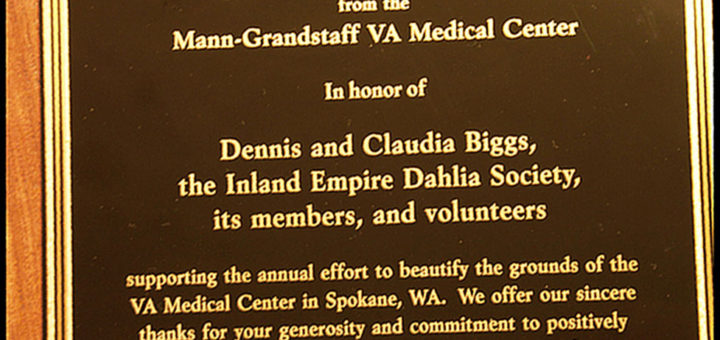 from the
Mann-Grandstaff VA Medical Center
In honor of
Dennis and Claudia Biggs,
the Inland Empire Dahlia Society,
its members, and volunteers
supporting the annual effort to beautify the grounds of the
VA Medical Center in Spokane, WA. We offer our sincere
thanks for your generosity and commitment to positively